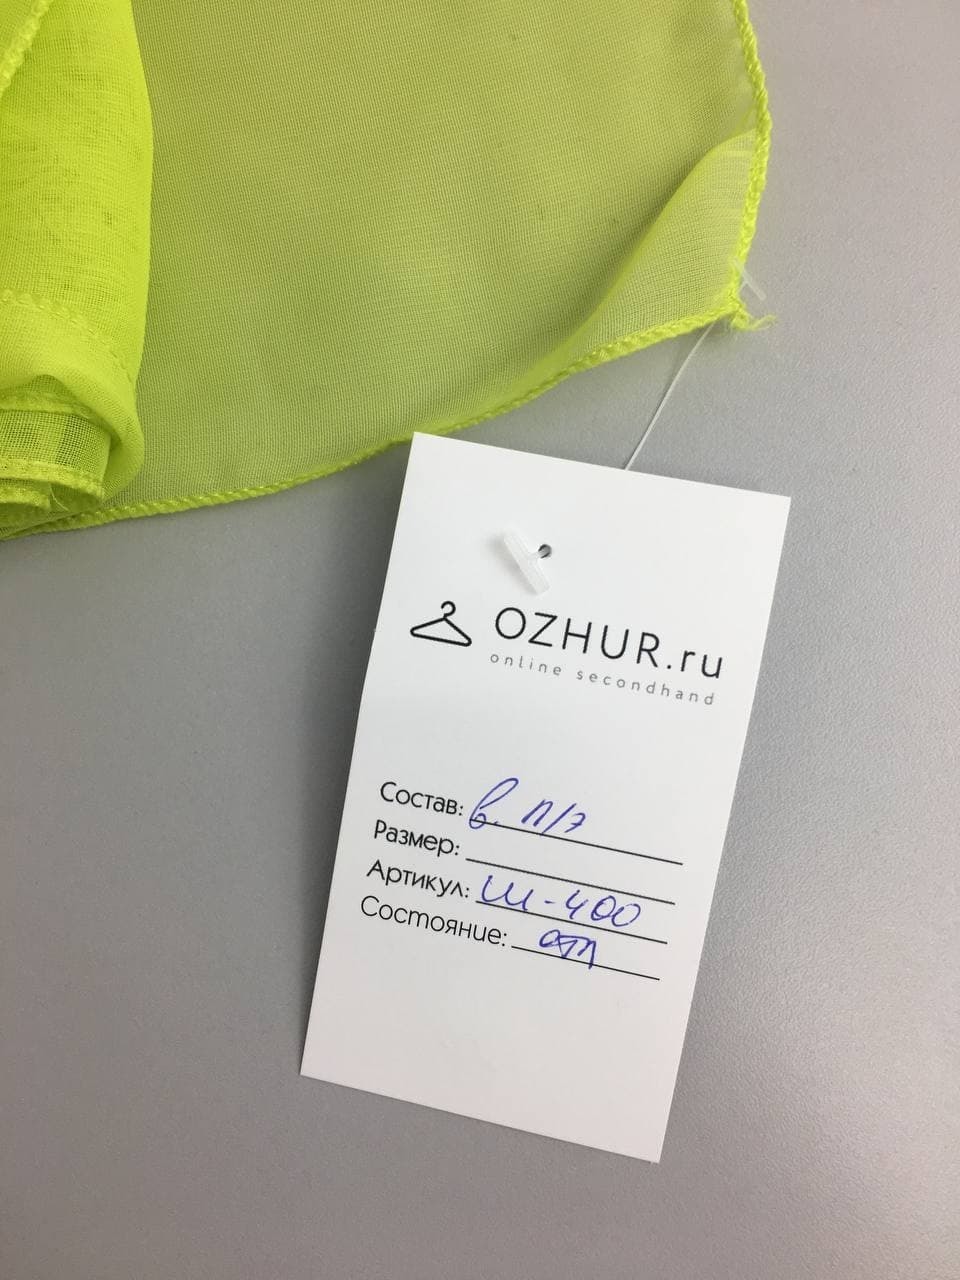 OZHUR.ru
online secondhand
Состав: в. п/э
Размер:
Артикул: Ш-400
Состояние: отл